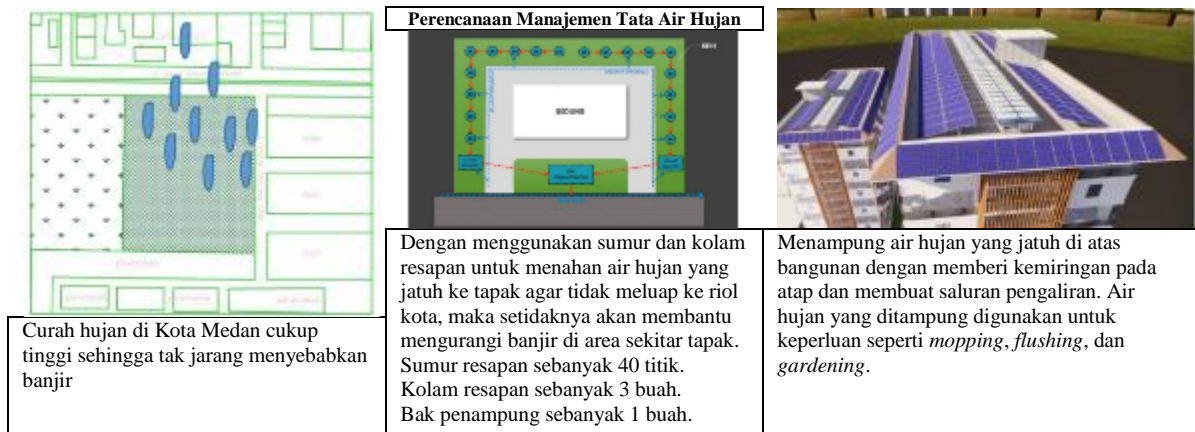 Perencanaan Manajemen Tata Air Hujan
GEDUNG
Curah hujan di Kota Medan cukup
tinggi sehingga tak jarang menyebabkan
banjir
Dengan menggunakan sumur dan kolam
resapan untuk menahan air hujan yang
jatuh ke tapak agar tidak meluap ke riol
kota, maka setidaknya akan membantu
mengurangi banjir di area sekitar tapak.
Sumur resapan sebanyak 40 titik.
Kolam resapan sebanyak 3 buah.
Bak penampung sebanyak 1 buah.
Menampung air hujan yang jatuh di atas
bangunan dengan memberi kemiringan pada
atap dan membuat saluran pengaliran. Air
hujan yang ditampung digunakan untuk
keperluan seperti mopping, flushing, dan
gardening.